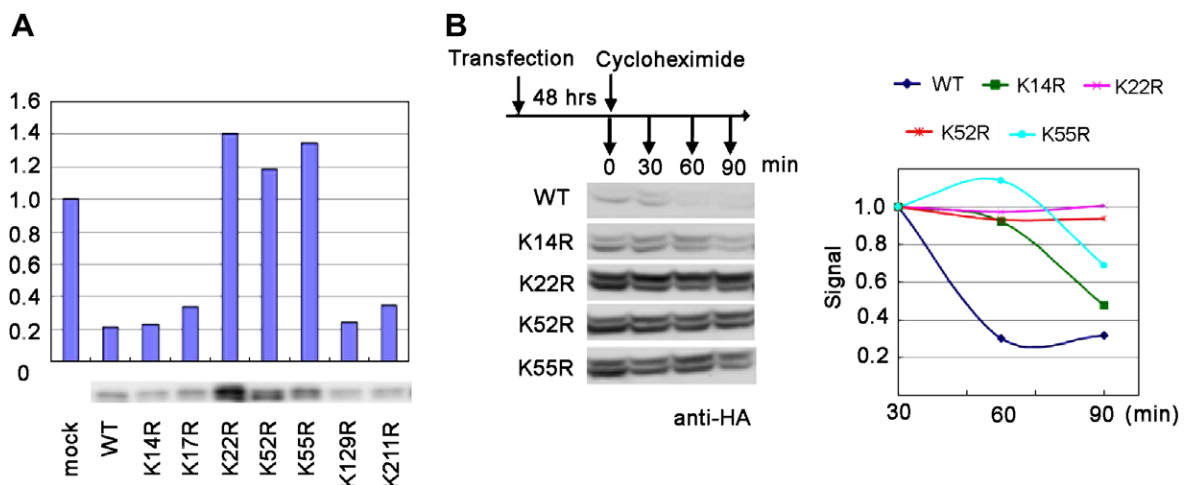 A
1.6
1.4
1.2
1.0
0.8
0.6
0.4
0.2
0
mock
WT
K14R
K17R
K22R
K52R
K55R
K129R
K211R
B
Transfection
Cycloheximide
48 hrs
0 30 60 90 min
WT
K14R
K22R
K52R
K55R
anti-HA
WT K14R K22R
K52R K55R
Signal
1.0
0.8
0.6
0.4
0.2
30 60 90 (min)